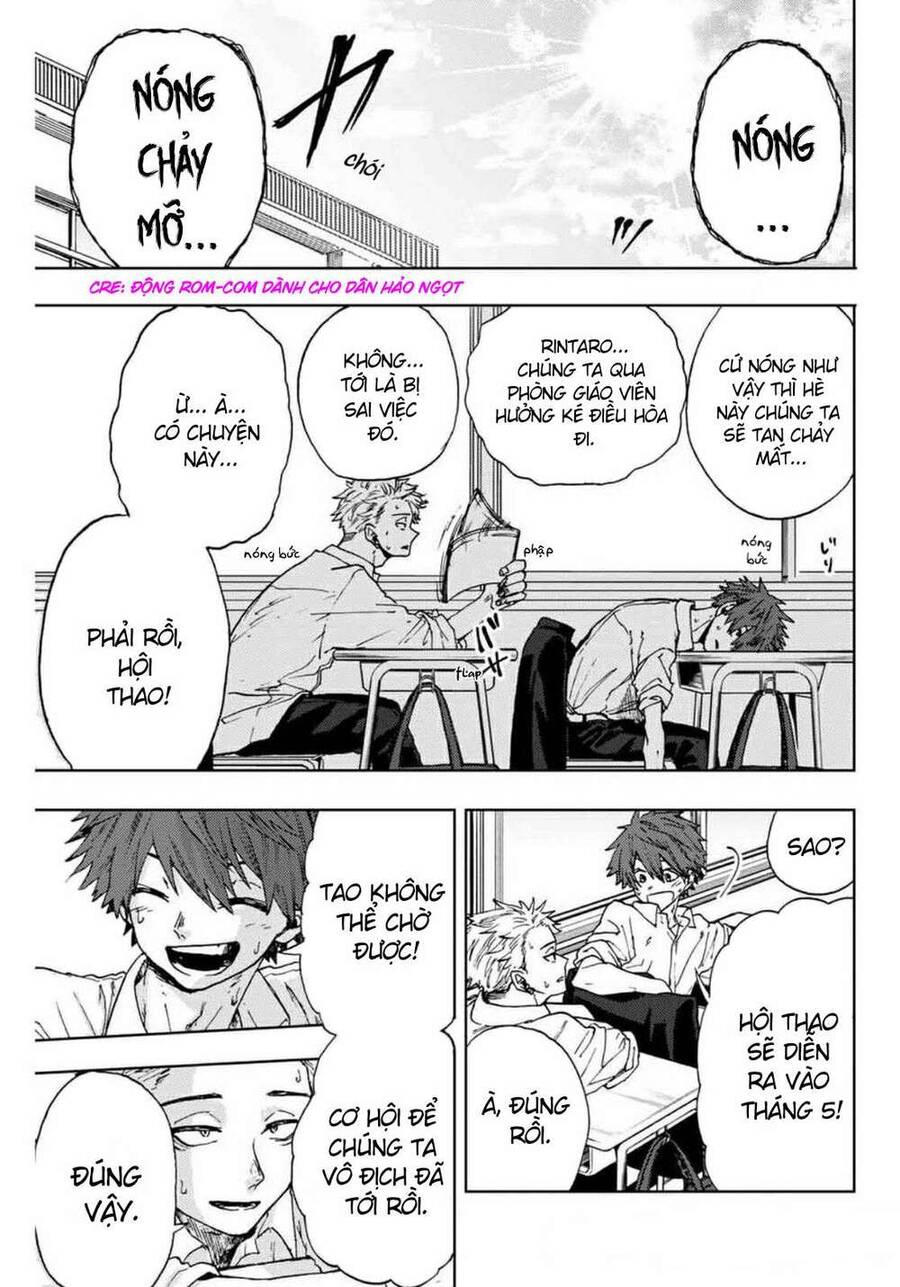 NÓNG
...
NÓNG
CHẢY
MỠ...
chói
CRE: ĐỘNG ROM-COM DÀNH CHO DÂN HẢO NGỌT
CỨ NÓNG NHƯ
VẬY THÌ HÈ
NÀY CHÚNG TA
SẼ TAN CHẢY
MẤT...
RINTARO...
CHÚNG TA QUA
PHÒNG GIÁO VIÊN
HƯỞNG KÉ ĐIỀU HÒA
ĐI.
KHÔNG...
TỚI LÀ BỊ
SAI VIỆC
ĐÓ.
Ừ... À...
CÓ CHUYỆN
NÀY...
nóng
bức
じりり
phập
nóng bức
flap
PHẢI RỒI,
HỘI
THAO!
SAO?
HỘI THAO
SẼ DIỄN
RA VÀO
THÁNG 5!
À, ĐÚNG
RỒI.
TAO KHÔNG
THỂ CHỜ
ĐƯỢC!
CƠ HỘI ĐỂ
CHÚNG TA
VÔ ĐỊCH ĐÃ
TỚI RỒI.
ĐÚNG
VẬY.